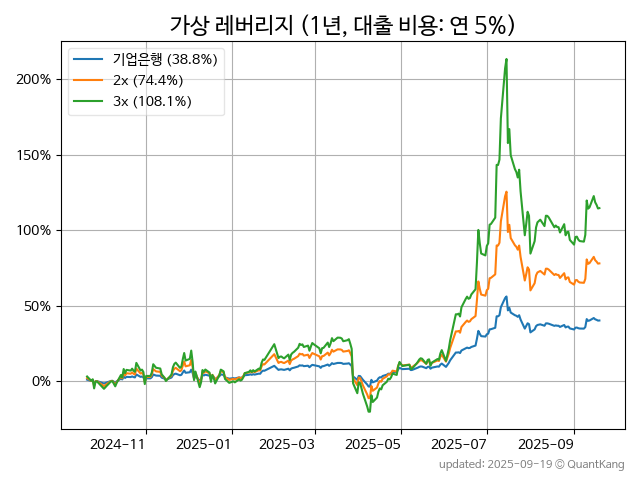 가상 레버리지 (1년, 대출 비용: 연 5%)
기업은행 (38.8%)
2x (74.4%)
3x (108.1%)
200%
150%
100%
50%
0%
2024-11
2025-01
2025-03
2025-05
2025-07
2025-09
updated: 2025-09-19 © QuantKang